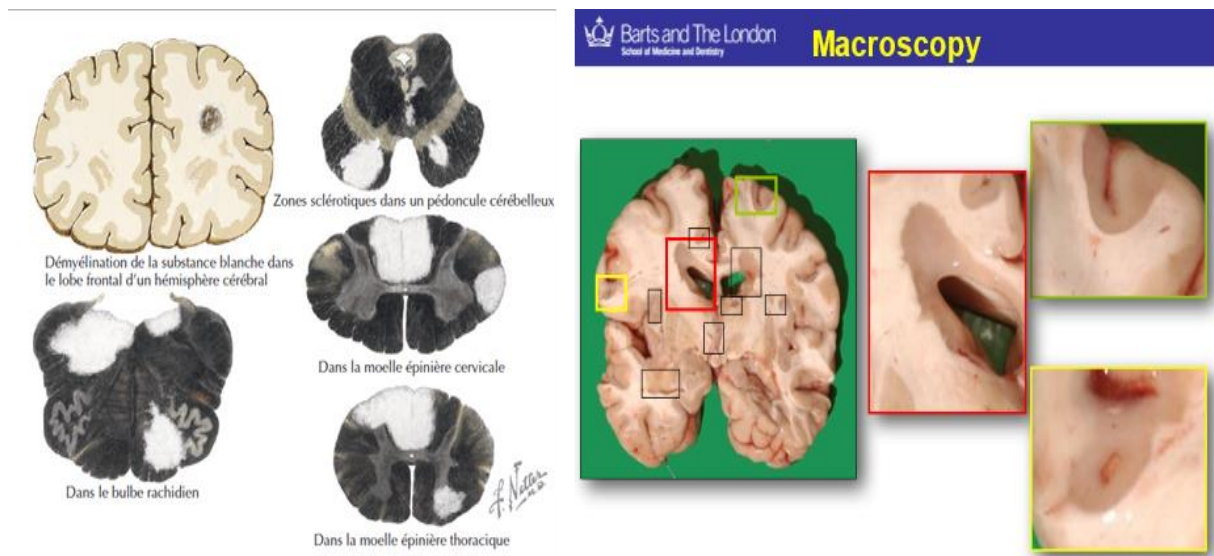 Zones sclérotiques dans un pédoncule cérébelleux
Démyélination de la substance blanche dans
le lobe frontal d'un hémisphère cérébral
Dans la moelle épinière cervicale
Dans le bulbe rachidien
F. Netter
M.D.
Dans la moelle épinière thoracique
Barts and The London
School of Medicine and Dentistry
Macroscopy